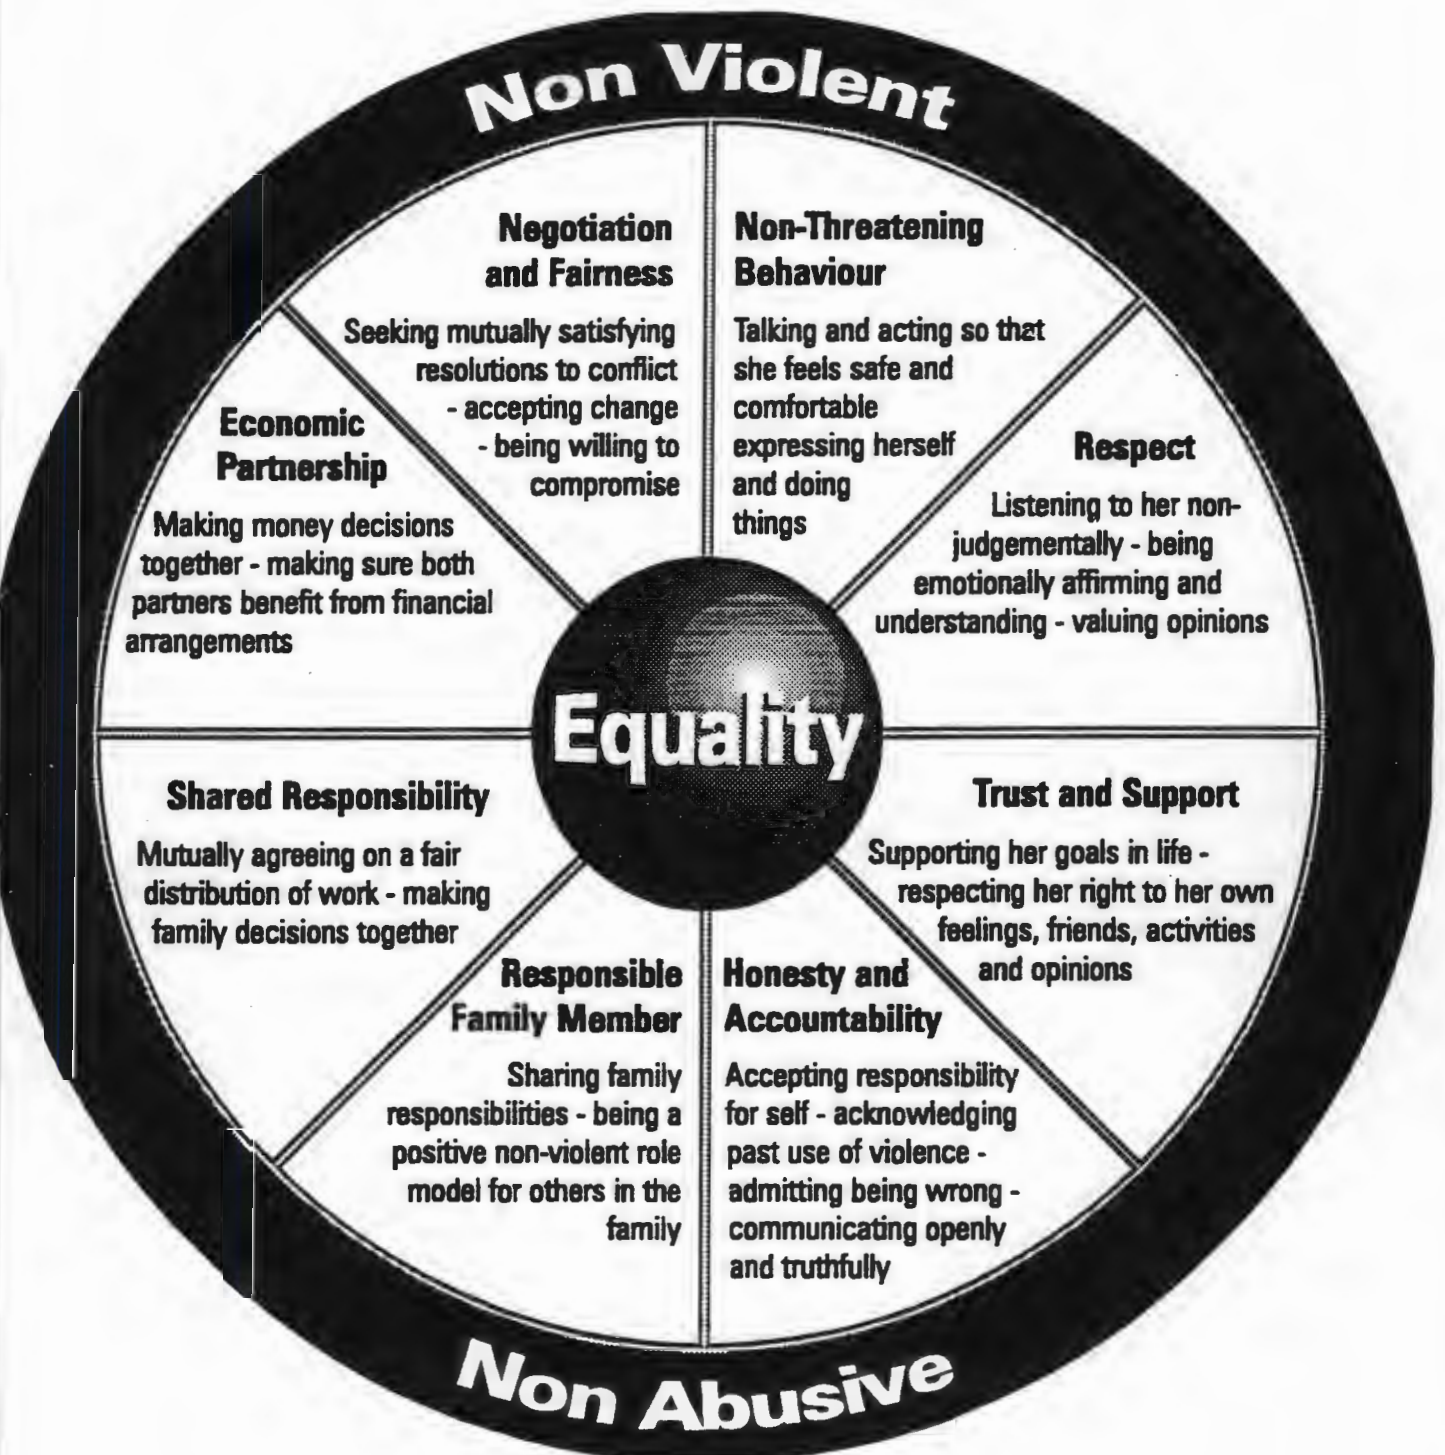 Non Violent
Negotiation
and Fairness
Seeking mutually satisfying
resolutions to conflict
- accepting change
- being willing to
compromise
Non-Threatening
Behaviour
Talking and acting so that
she feels safe and
comfortable
expressing herself
and doing
things
Respect
Listening to her non-
judgementally - being
emotionally affirming and
understanding - valuing opinions
Trust and Support
Supporting her goals in life -
respecting her right to her own
feelings, friends, activities
and opinions
Honesty and
Accountability
Accepting responsibility
for self - acknowledging
past use of violence -
admitting being wrong -
communicating openly
and truthfully
Responsible
Family Member
Sharing family
responsibilities - being a
positive non-violent role
model for others in the
family
Shared Responsibility
Mutually agreeing on a fair
distribution of work - making
family decisions together
Economic
Partnership
Making money decisions
together - making sure both
partners benefit from financial
arrangements
Equality
Non Abusive